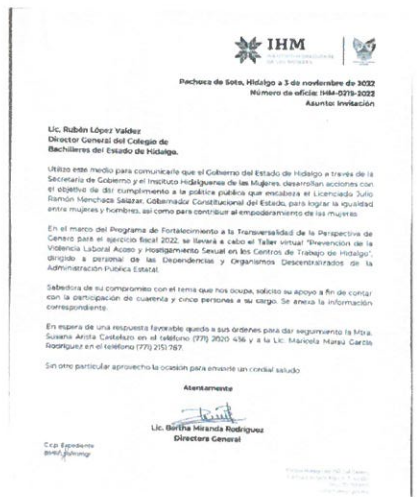 IHM
Pachuca de Soto, Hidalgo a 3 de noviembre de 2022
Número de oficio: IHM-0219-2022
Asunto: Invitación
Lic. Rubén López Valdez
Director General del Colegio de
Bachilleres del Estado de Hidalgo.
Utilizo este medio para comunicarle que el Gobierno del Estado de Hidalgo a través de la
Secretaría de Gobierno y el Instituto Hidalguense de las Mujeres, desarrollan acciones con
el objetivo de dar cumplimiento a la política pública que encabeza el Licenciado Julio
Ramón Menchaca Salazar, Gobernador Constitucional del Estado, para lograr la igualdad
entre mujeres y hombres, así como para contribuir al empoderamiento de las mujeres.
En el marco del Programa de Fortalecimiento a la Transversalidad de la Perspectiva de
Género para el ejercicio fiscal 2022, se llevará a cabo el Taller virtual "Prevención de la
Violencia Laboral Acoso y Hostigamiento Sexual en los Centros de Trabajo de Hidalgo",
dirigido a personal de las Dependencias y Organismos Descentralizados de la
Administración Pública Estatal.
Sabedora de su compromiso con el tema que nos ocupa, solicito su apoyo a fin de contar
con la participación de cuarenta y cinco personas a su cargo. Se anexa la información
correspondiente.
En espera de una respuesta favorable quedo a sus órdenes para dar seguimiento la Mtra.
Susana Arista en el teléfono (771) 2020 456 y a la Lic. Maricela Marsú García
Rodríguez en el teléfono (771) 2151 767.
Sin otro particular aprovecho la ocasión para enviarle un cordial saludo
Atentamente
Lic. Bertha Miranda Rodríguez
Directora General
C.c.p. Expediente